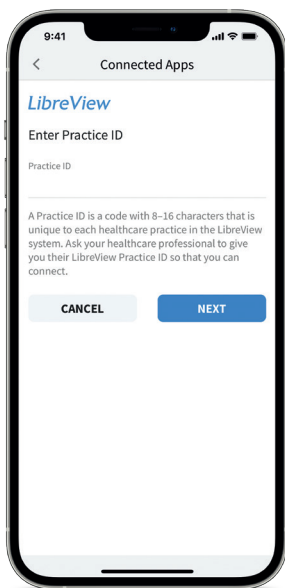 9:41
Connected Apps
LibreView
Enter Practice ID
Practice ID
A Practice ID is a code with 8–16 characters that is
unique to each healthcare practice in the LibreView
system. Ask your healthcare professional to give
you their LibreView Practice ID so that you can
connect.
CANCEL
NEXT